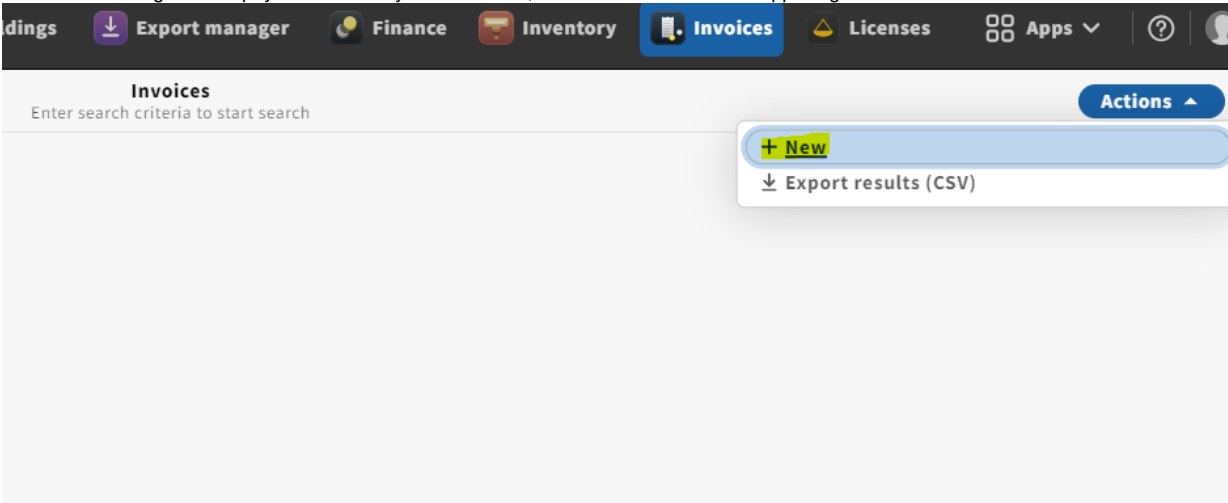 ldings Export manager Finance Inventory Invoices Licenses Apps
Invoices
Enter search criteria to start search
Actions
+ New
Export results (CSV)